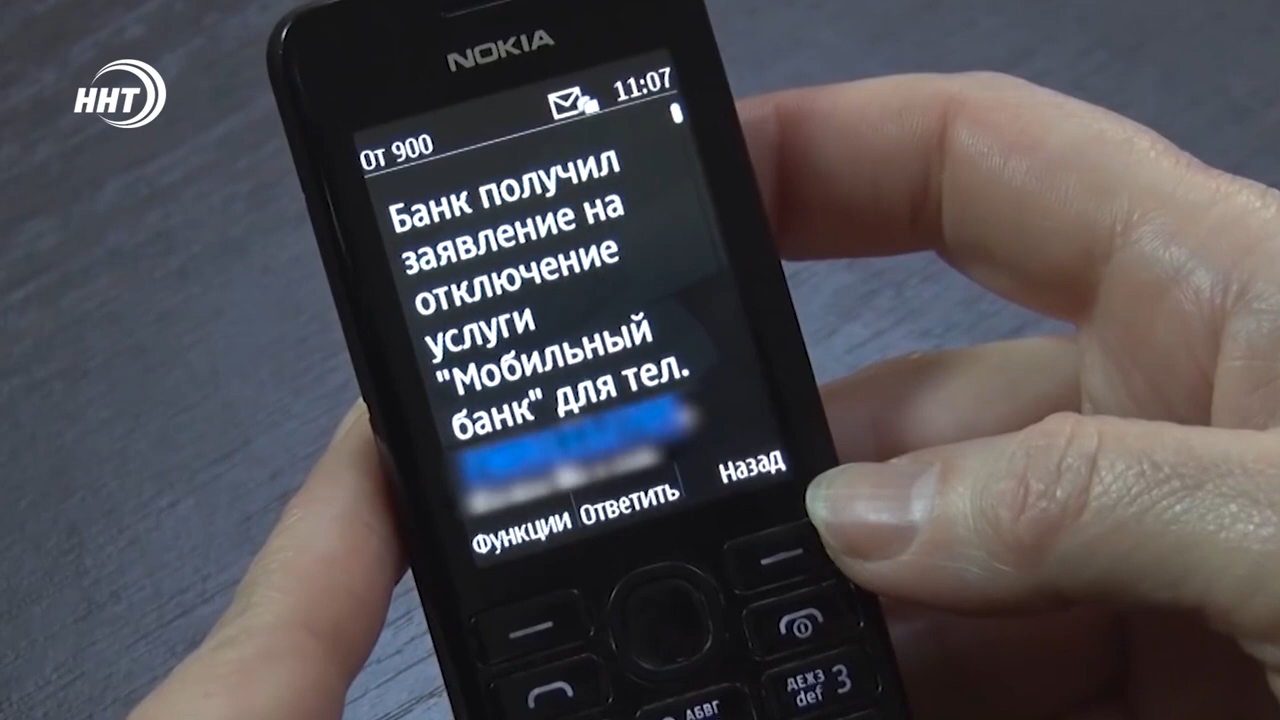 ННТ
NOKIA
11:07
От 900
Банк получил
заявление на
отключение
услуги
"Мобильный
банк" для тел.
Функции
Ответить
Назад
АБВГ
ДЕЖЗ
def 3